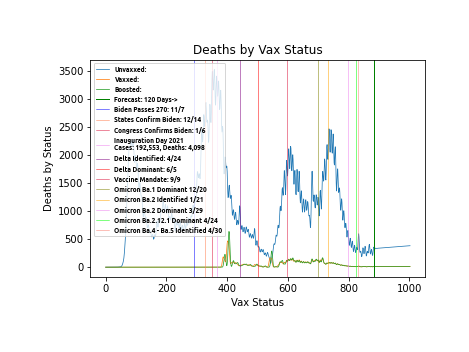 Deaths by Vax Status
Deaths by Status
3500
3000
2500
2000
1500
1000
500
0
Unvaxxed:
Vaxxed:
Boosted:
Forecast: 120 Days->
Biden Passes 270: 11/7
States Confirm Biden: 12/14
Congress Confirms Biden: 1/6
Inauguration Day 2021
Cases: 192,553, Deaths: 4,098
Delta Identified: 4/24
Delta Dominant: 6/5
Vaccine Mandate: 9/9
Omicron Ba.1 Dominant 12/20
Omicron Ba.2 Identified 1/21
Omicron Ba.2 Dominant 3/29
Omicron Ba.2.12.1 Dominant 4/24
Omicron Ba.4 - Ba.5 Identified 4/30
0 200 400 600 800 1000
Vax Status